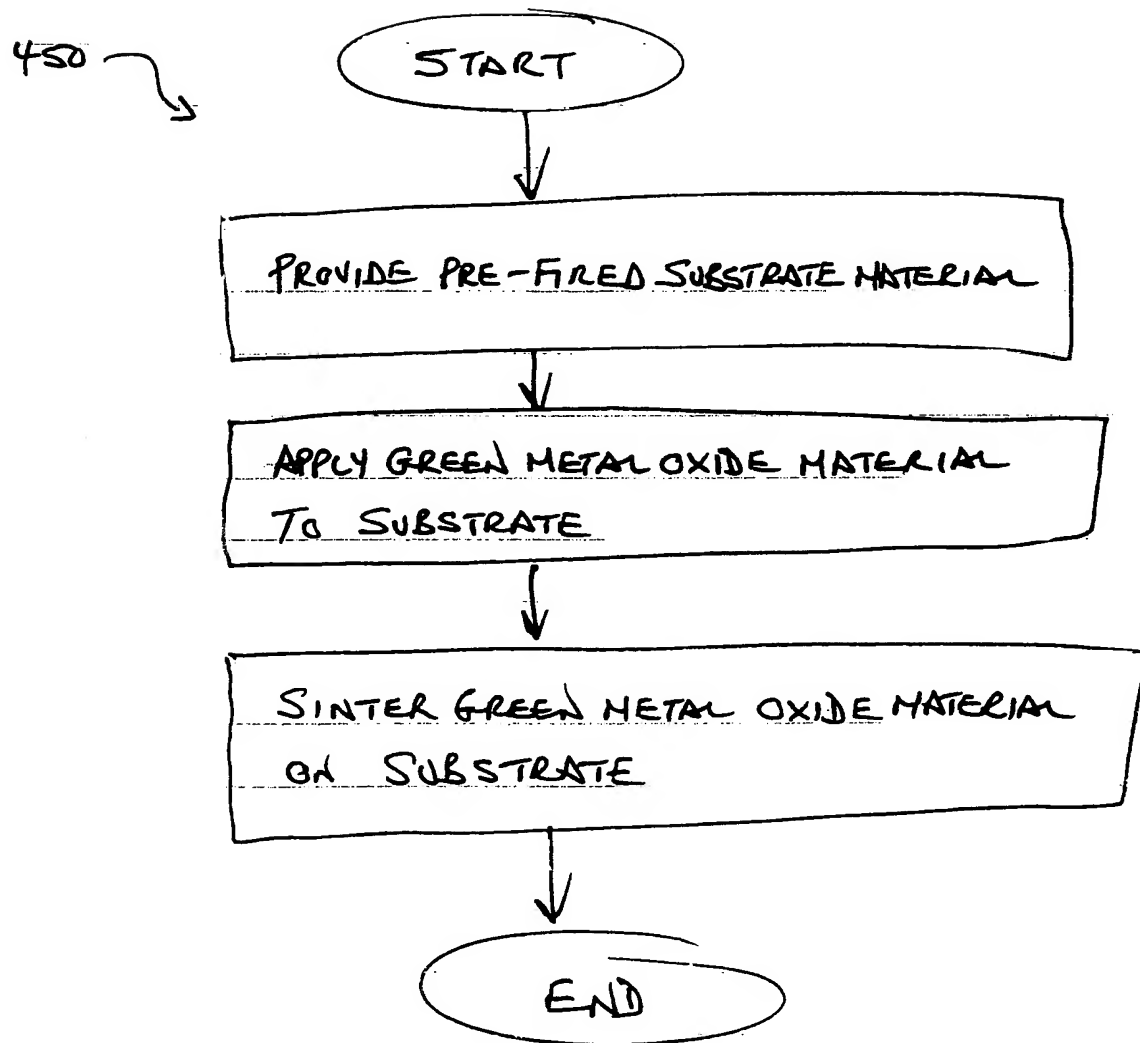 450
START
PROVIDE PRE-FIRED SUBSTRATE MATERIAL
APPLY GREEN METAL OXIDE MATERIAL
TO SUBSTRATE
SINTER GREEN METAL OXIDE MATERIAL
ON SUBSTRATE
END